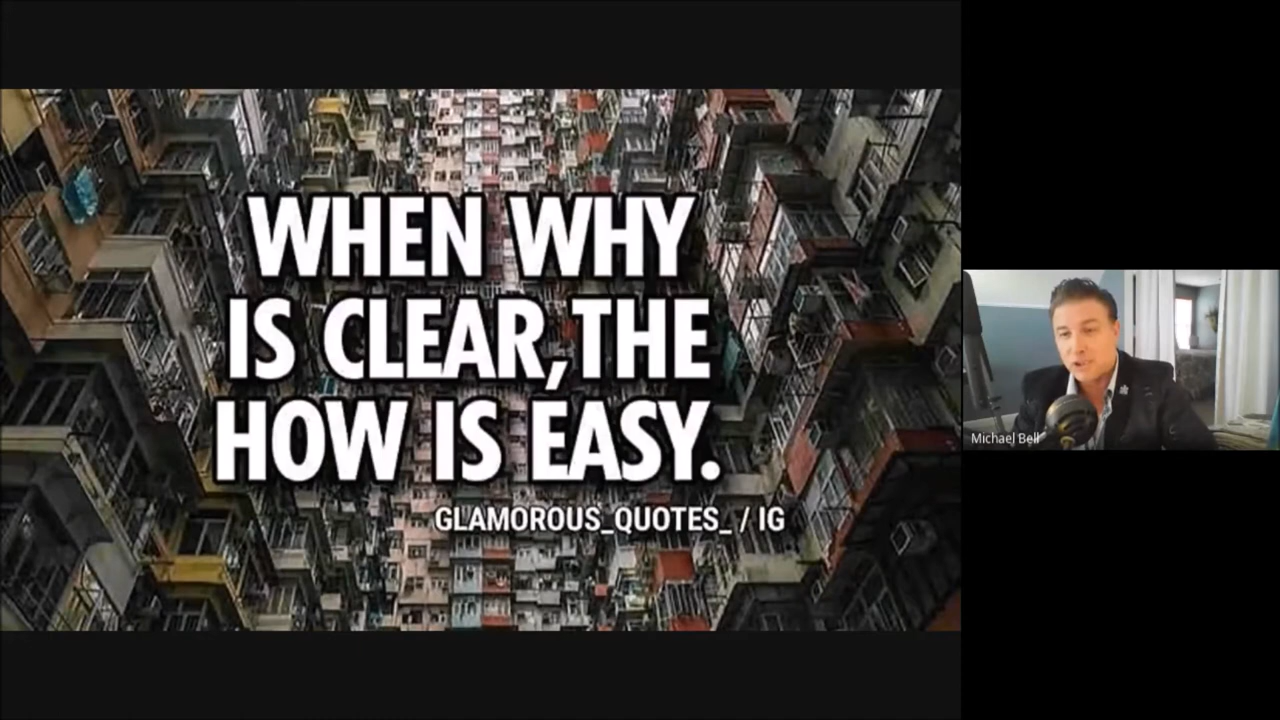 WHEN WHY
IS CLEAR,THE
HOW IS EASY.
GLAMOROUS_QUOTES_ / IG
Michael Bell